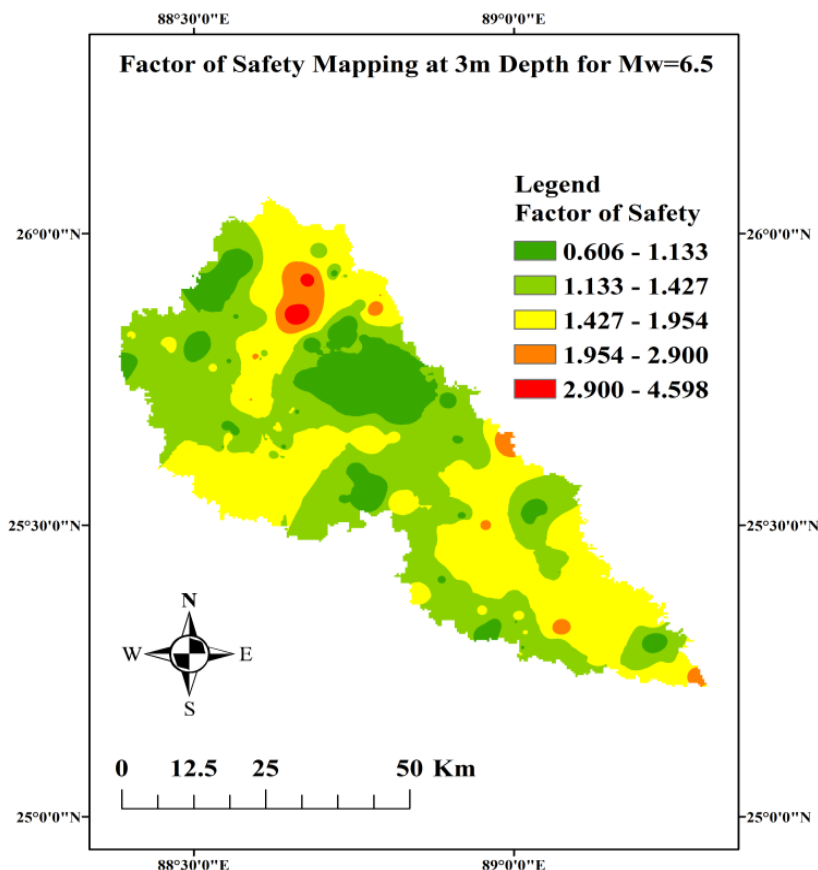 88°30'0"E 89°0'0"E
Factor of Safety Mapping at 3m Depth for Mw=6.5
Legend
Factor of Safety
26°0'0"N 26°0'0"N
0.606 - 1.133
1.133 - 1.427
1.427 - 1.954
1.954 - 2.900
2.900 - 4.598
25°30'0"N 25°30'0"N
N
W E
S
0 12.5 25 50 Km
25°0'0"N 25°0'0"N
88°30'0"E 89°0'0"E